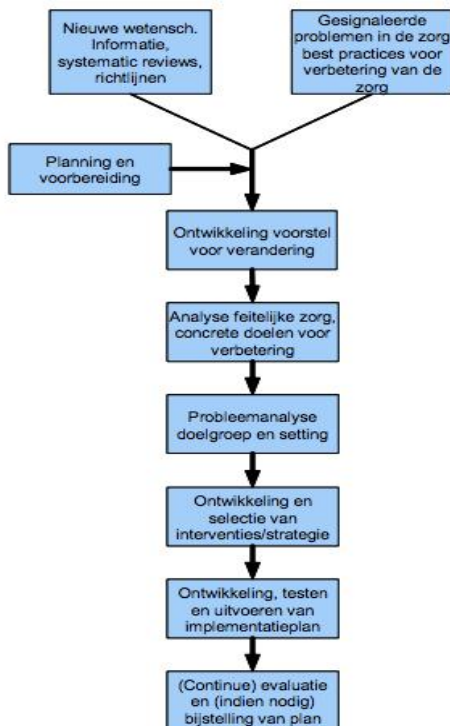 Nieuwe wetensch.
Informatie,
systematic reviews,
richtlijnen
Gesignaleerde
problemen in de zorg
best practices voor
verbetering van de
zorg
Planning en
voorbereiding
Ontwikkeling voorstel
voor verandering
Analyse feitelijke zorg,
concrete doelen voor
verbetering
Probleemanalyse
doelgroep en setting
Ontwikkeling en
selectie van
interventies/strategie
Ontwikkeling, testen
en uitvoeren van
implementatieplan
(Continue) evaluatie
en (indien nodig)
bijstelling van plan